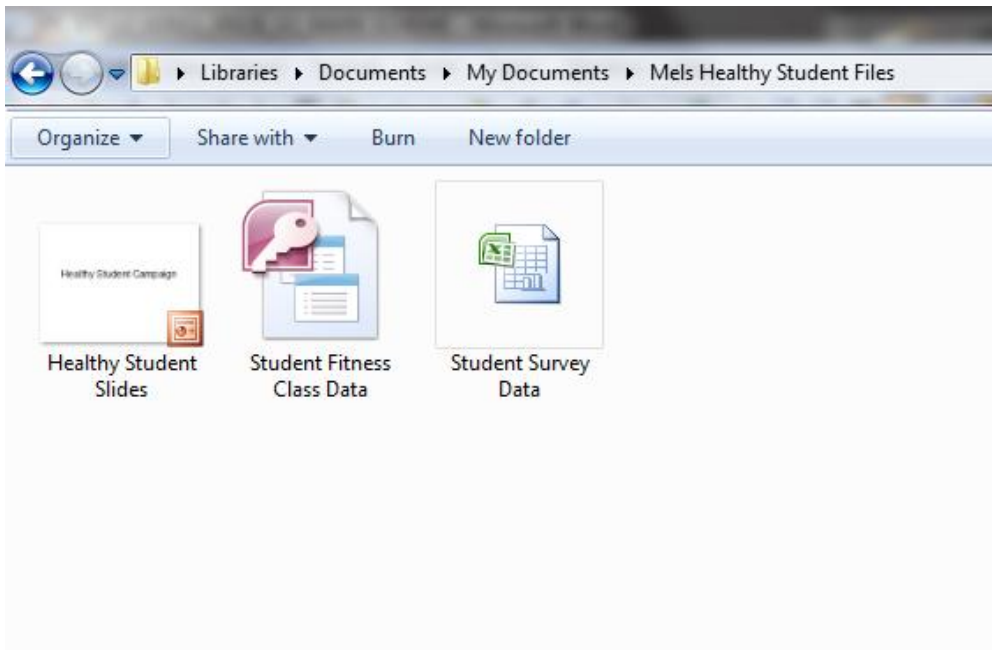 Libraries Documents My Documents Mels Healthy Student Files
Organize Share with Burn New folder
Healthy Student Campaign
Healthy Student
Slides
Student Fitness
Class Data
Student Survey
Data